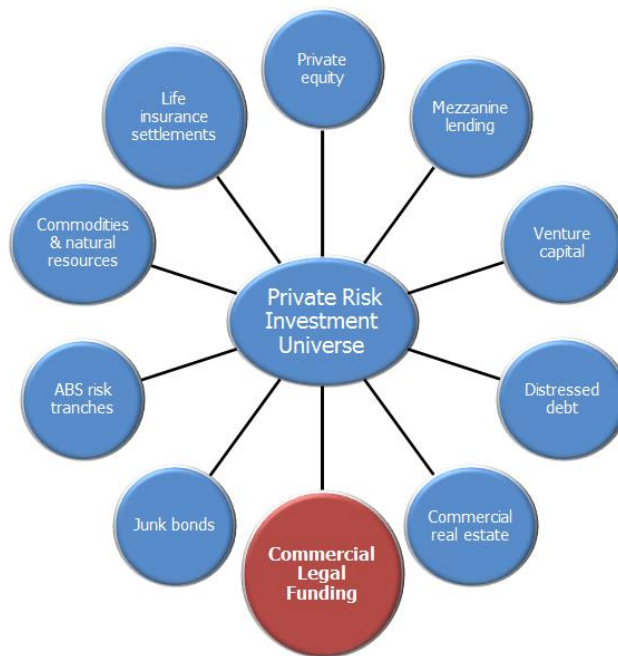 Private
equity
Life
insurance
settlements
Mezzanine
lending
Commodities
& natural
resources
Venture
capital
Private Risk
Investment
Universe
ABS risk
tranches
Distressed
debt
Junk bonds
Commercial
real estate
Commercial
Legal
Funding